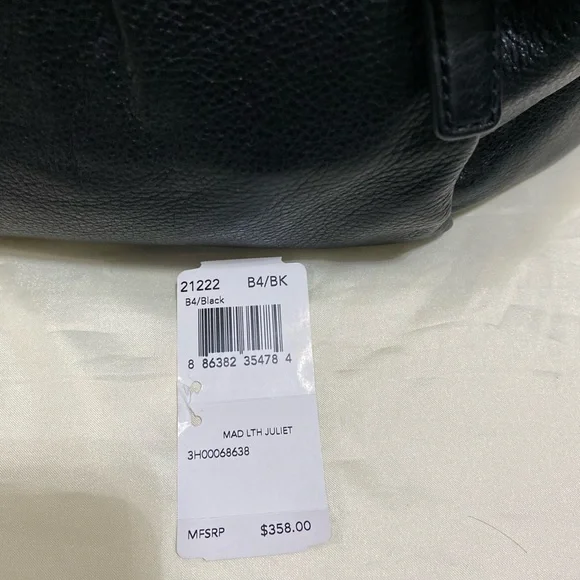 21222 B4/BK
B4/Black
8 86382 35478 4
MAD LTH JULIET
3H00068638
MFSRP $358.00